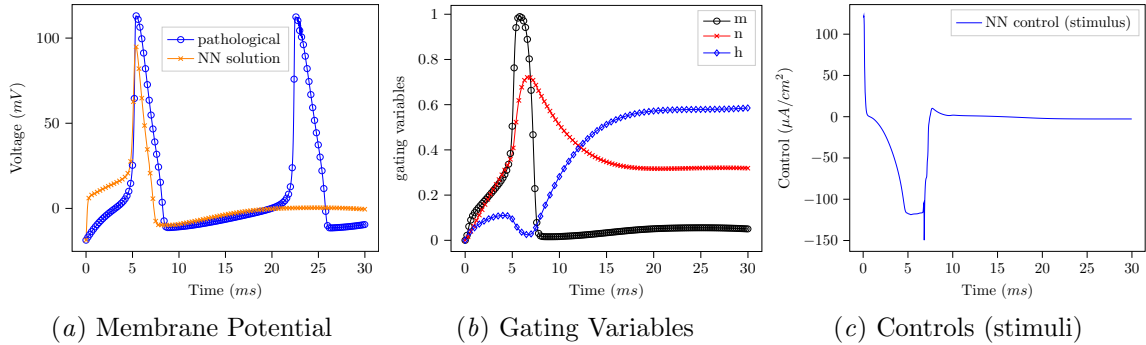 100
50
0
Voltage (mV)
pathological
NN solution
0 5 10 15 20 25 30
Time (ms)
(a) Membrane Potential
1
0.8
0.6
0.4
0.2
0
gating variables
m
n
h
0 5 10 15 20 25 30
Time (ms)
(b) Gating Variables
100
50
0
−50
−100
−150
Control (μA/cm²)
NN control (stimulus)
0 5 10 15 20 25 30
Time (ms)
(c) Controls (stimuli)